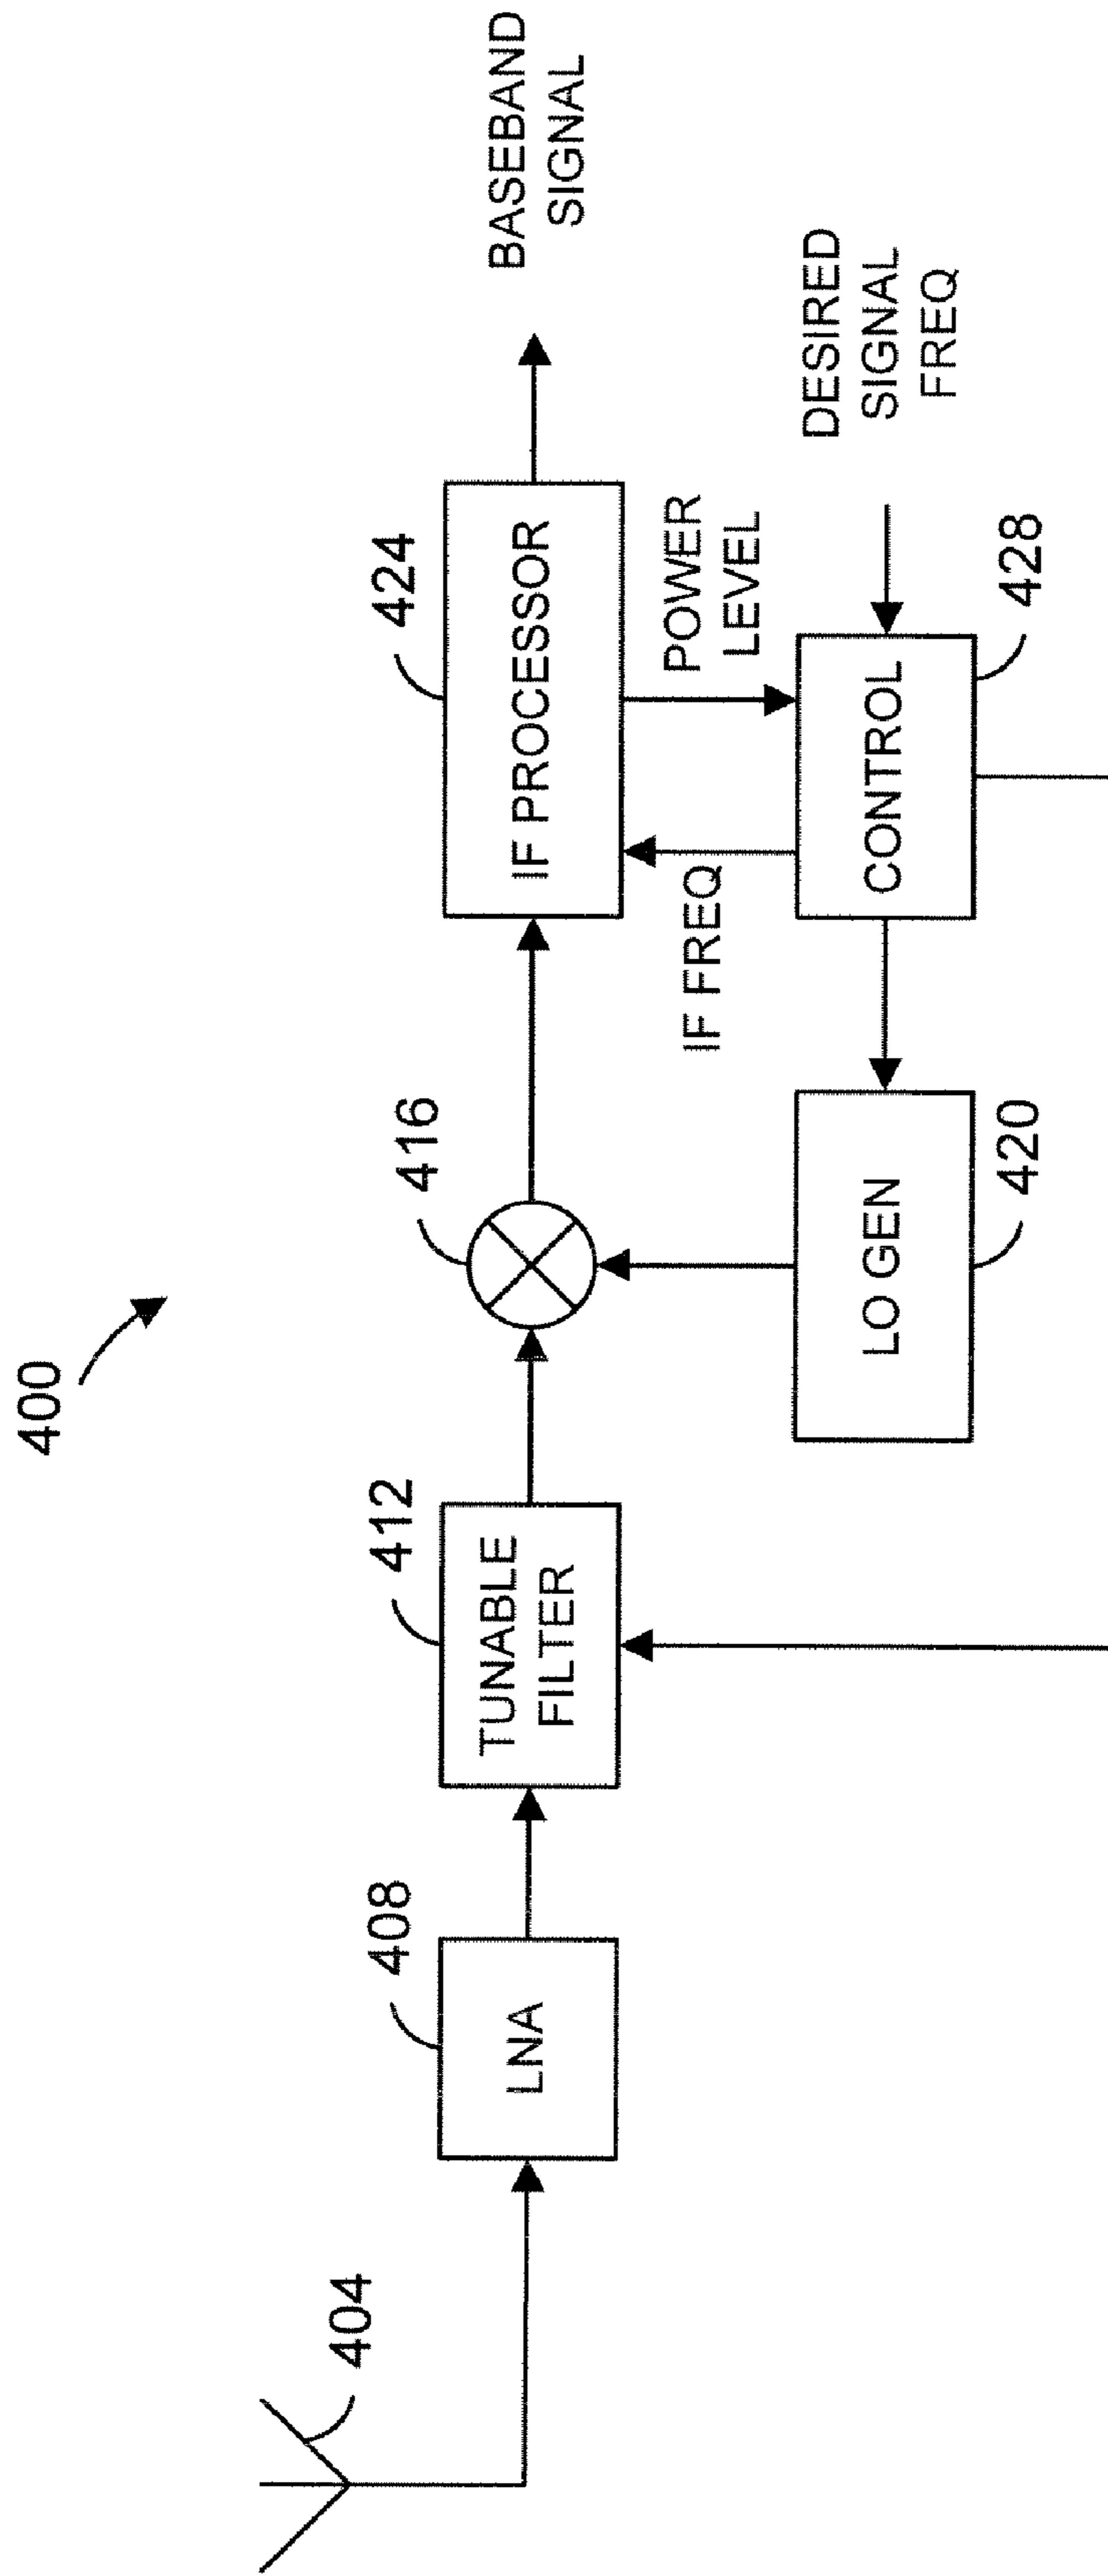 400
404
408
LNA
412
TUNABLE
FILTER
416
424
IF PROCESSOR
BASEBAND
SIGNAL
IF FREQ
POWER
LEVEL
DESIRED
SIGNAL
FREQ
LO GEN
420
CONTROL
428